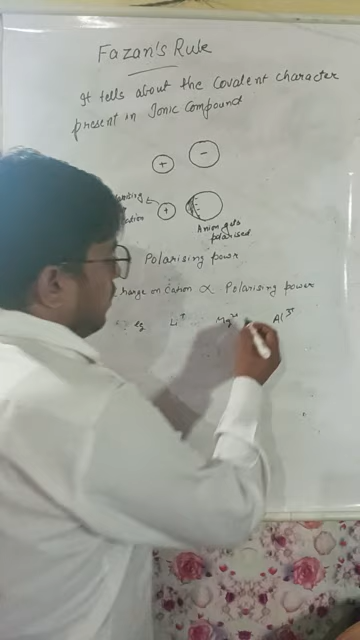 Fazan's Rule
It tells about the Covalent character
present in Ionic Compound
+ −
+
Anion gets
polarised
Polarising power
Charge on Cation ∝ Polarising power
eg Li⁺ Mg²⁺ Al³⁺